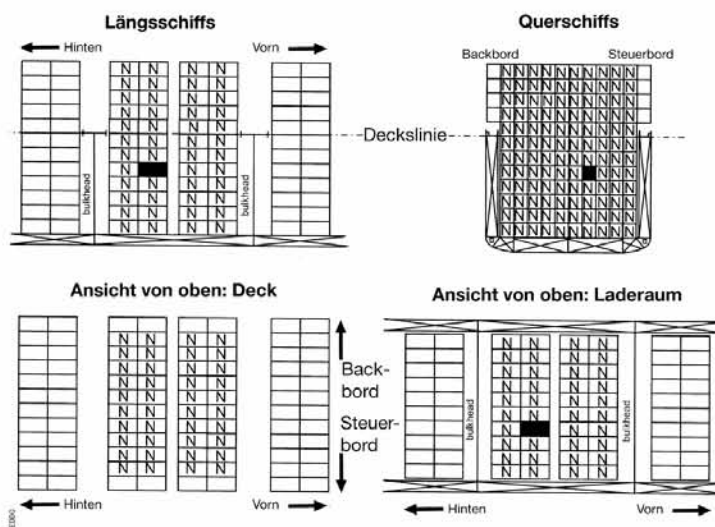 Längsschiffs
Hinten Vorn
N N N N
N N N N
N N N N
N N N N
N N N N
N N N N
N N N N
N N N
N N N N
N N N N
N N N N
N N N N
bulkhead
bulkhead
Querschiffs
Backbord Steuerbord
N N N N N N N N N N
N N N N N N N N N N
N N N N N N N N N N
N N N N N N N N N N
N N N N N N N N N N
Deckslinie
N N N N N N N N N N
N N N N N N N N N N
N N N N N N N N N
N N N N N N N N N N
N N N N N N N N N N
N N N N N N N N N N
N N N N N N N N N N
Ansicht von oben: Deck
N N N N
N N N N
N N N N
N N N N
N N N N
N N N N
N N N N
N N N N
N N N N
N N N N
Back-
bord
Steuer-
bord
Hinten Vorn
Ansicht von oben: Laderaum
N N N N
N N N N
N N N N
N N N N
N N N N
N N N N
N N N
N N N N
N N N N
N N N N
bulkhead
bulkhead
Hinten Vorn